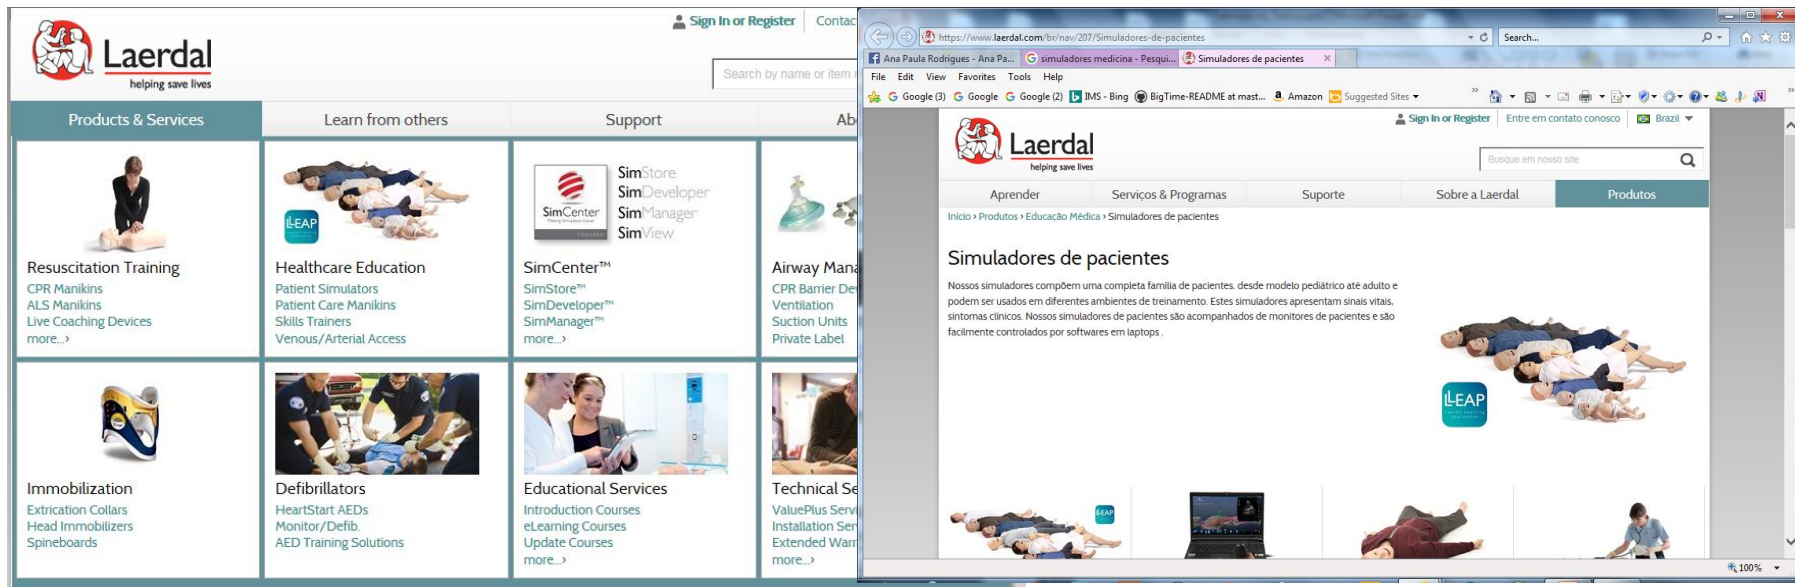 Laerdal
helping save lives
Sign In or Register
Search by name or item
Products & Services
Learn from others
Support
Resuscitation Training
CPR Manikins
ALS Manikins
Live Coaching Devices
more...›
LLEAP
Healthcare Education
Patient Simulators
Patient Care Manikins
Skills Trainers
Venous/Arterial Access
SimCenter
SimStore
SimDeveloper
SimManager
SimView
SimCenter™
SimStore™
SimDeveloper™
SimManager™
more...›
Airway
CPR Barrier
Ventilation
Suction Units
Private Label
Immobilization
Extrication Collars
Head Immobilizers
Spineboards
Defibrillators
HeartStart AEDs
Monitor/Defib.
AED Training Solutions
Educational Services
Introduction Courses
eLearning Courses
Update Courses
more...›
Technical
ValuePlus
Installation
Extended
more...›
https://www.laerdal.com/br/nav/207/Simuladores-de-pacientes
Search...
Ana Paula Rodrigues - Ana Pa...
simuladores medicina - Pesqui...
Simuladores de pacientes
File Edit View Favorites Tools Help
Google (3) Google Google (2) IMS - Bing BigTime-README at mast... Amazon Suggested Sites
Sign In or Register Entre em contato conosco Brazil
Laerdal
helping save lives
Busque em nosso site
Aprender Serviços & Programas Suporte Sobre a Laerdal Produtos
Início › Produtos › Educação Médica › Simuladores de pacientes
Simuladores de pacientes
Nossos simuladores compõem uma completa família de pacientes. desde modelo pediátrico até adulto e
podem ser usados em diferentes ambientes de treinamento. Estes simuladores apresentam sinais vitais,
sintomas clínicos. Nossos simuladores de pacientes são acompanhados de monitores de pacientes e são
facilmente controlados por softwares em laptops .
LLEAP
LLEAP
100%